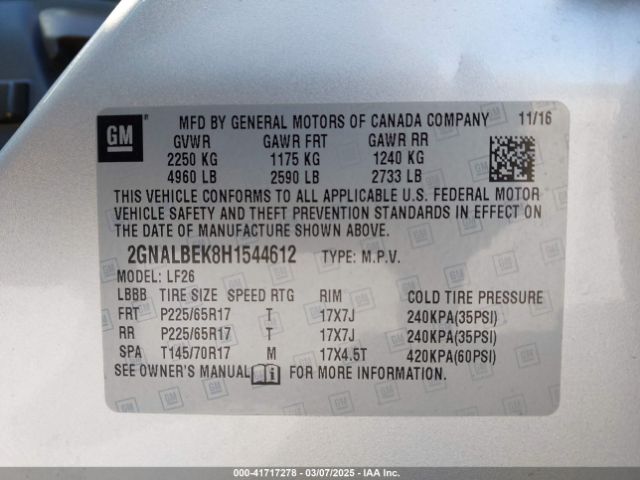 GM
MFD BY GENERAL MOTORS OF CANADA COMPANY 11/16
GVWR GAWR FRT GAWR RR
2250 KG 1175 KG 1240 KG
4960 LB 2590 LB 2733 LB
THIS VEHICLE CONFORMS TO ALL APPLICABLE U.S. FEDERAL MOTOR
VEHICLE SAFETY AND THEFT PREVENTION STANDARDS IN EFFECT ON
THE DATE OF MANUFACTURE SHOWN ABOVE.
2GNALBEK8H1544612 TYPE: M.P.V.
MODEL: LF26
LBBB TIRE SIZE SPEED RTG RIM COLD TIRE PRESSURE
FRT P225/65R17 T 17X7J 240KPA(35PSI)
RR P225/65R17 T 17X7J 240KPA(35PSI)
SPA T145/70R17 M 17X4.5T 420KPA(60PSI)
SEE OWNER'S MANUAL FOR MORE INFORMATION.
000-41717278 - 03/07/2025 - IAA Inc.